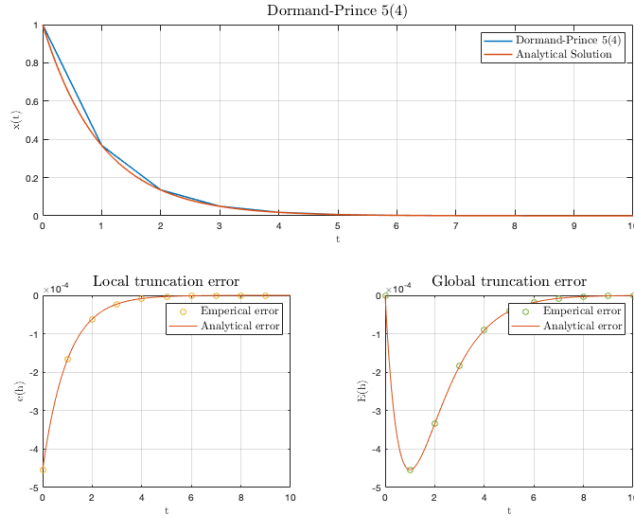 Dormand-Prince 5(4)
1
0.8
0.6
0.4
0.2
0
x(t)
Dormand-Prince 5(4)
Analytical Solution
0 1 2 3 4 5 6 7 8 9 10
t
Local truncation error
×10⁻⁴
0
-1
-2
-3
-4
-5
e(h)
Emperical error
Analytical error
0 2 4 6 8 10
t
Global truncation error
×10⁻⁴
0
-1
-2
-3
-4
-5
E(h)
Emperical error
Analytical error
0 2 4 6 8 10
t